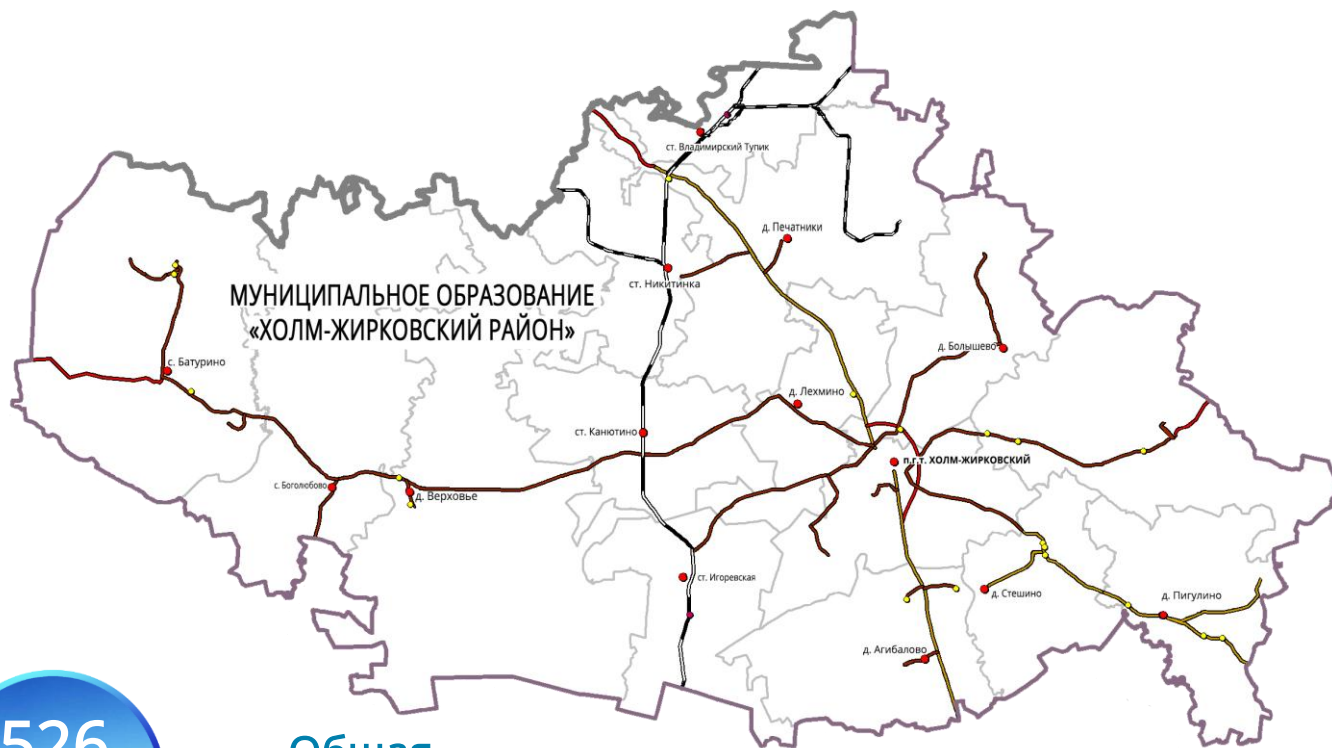 ст. Владимирский Тупик
д. Печатники
ст. Никитинка
МУНИЦИПАЛЬНОЕ ОБРАЗОВАНИЕ
«ХОЛМ-ЖИРКОВСКИЙ РАЙОН»
д. Болышево
с. Батурино
д. Лехмино
ст. Канютино
п.г.т. ХОЛМ-ЖИРКОВСКИЙ
с. Боголюбово
д. Верховье
ст. Игоревская
д. Стешино
д. Пигулино
д. Агибалово
526
Общая